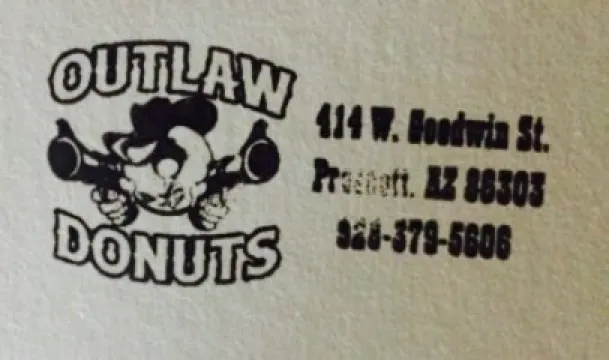 OUTLAW
DONUTS
414 W. Goodwin St.
Prescott. AZ 86303
928-379-5606